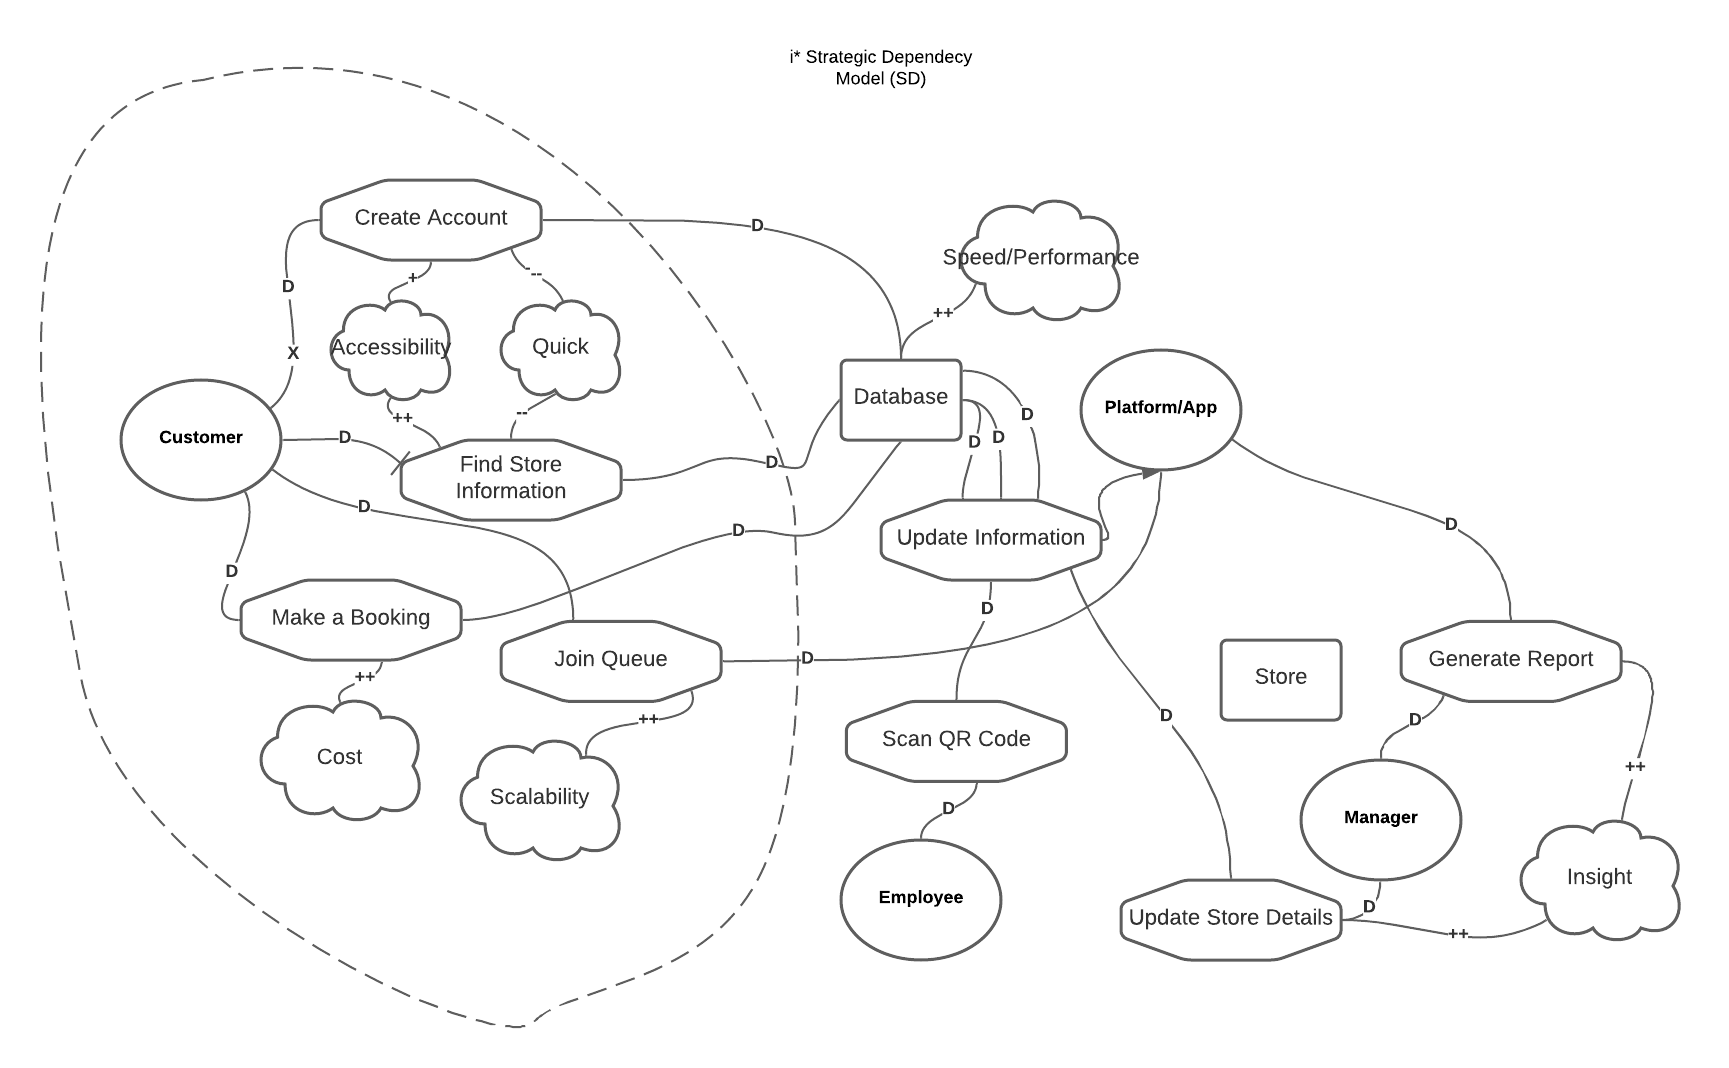 i* Strategic Dependecy
Model (SD)
Create Account
D
Speed/Performance
+
--
D
++
Accessibility
Quick
X
Database
Platform/App
++
--
D
D
D
Customer
D
Find Store
Information
D
D
D
D
Update Information
D
D
D
Make a Booking
Join Queue
D
Generate Report
++
Store
++
D
D
Scan QR Code
Cost
++
Scalability
D
Manager
Insight
Employee
D
Update Store Details
++